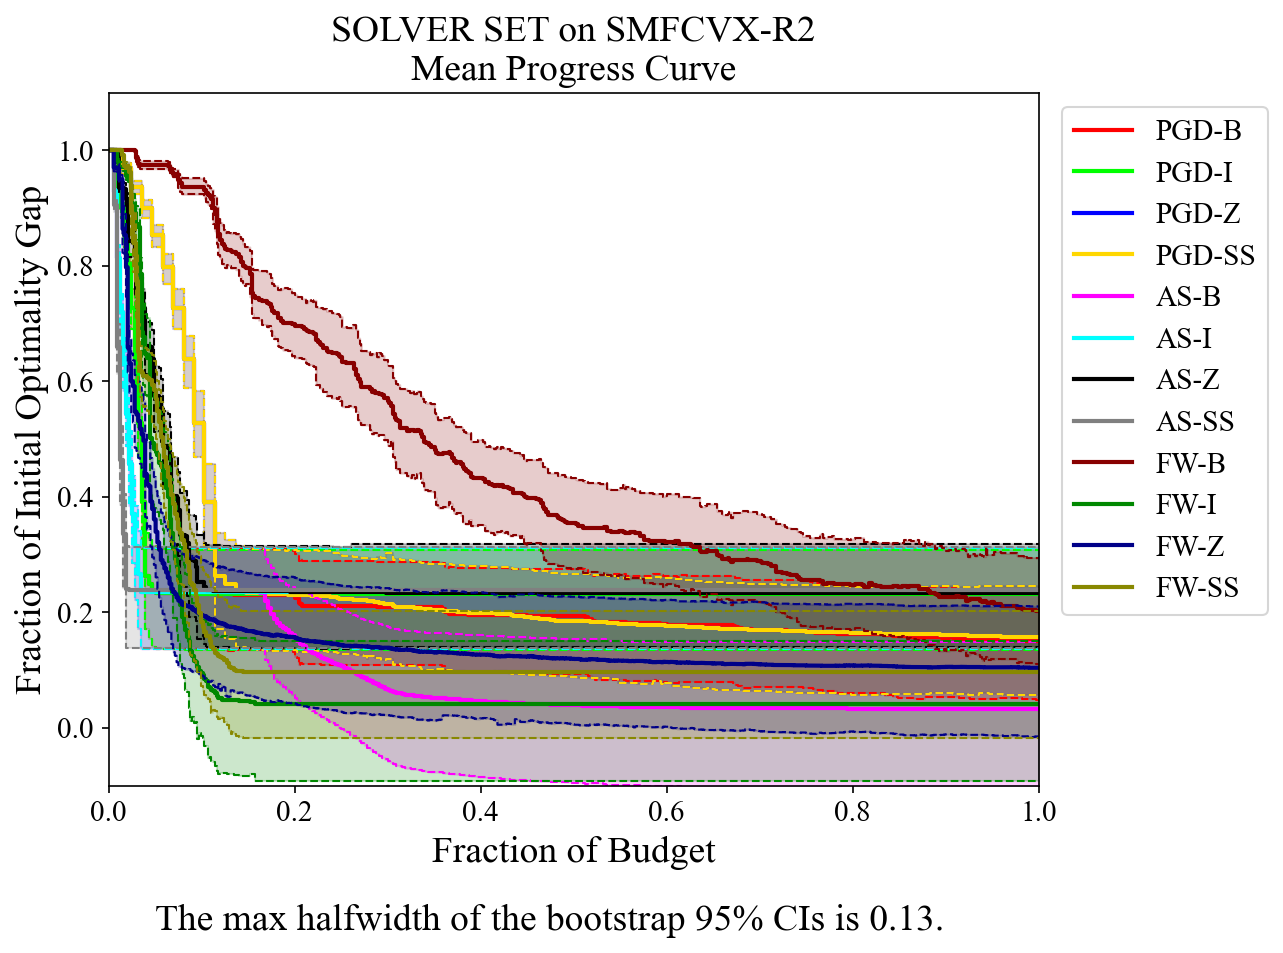 SOLVER SET on SMFCVX-R2
Mean Progress Curve
Fraction of Initial Optimality Gap
1.0
0.8
0.6
0.4
0.2
0.0
0.0 0.2 0.4 0.6 0.8 1.0
Fraction of Budget
PGD-B
PGD-I
PGD-Z
PGD-SS
AS-B
AS-I
AS-Z
AS-SS
FW-B
FW-I
FW-Z
FW-SS
The max halfwidth of the bootstrap 95% CIs is 0.13.